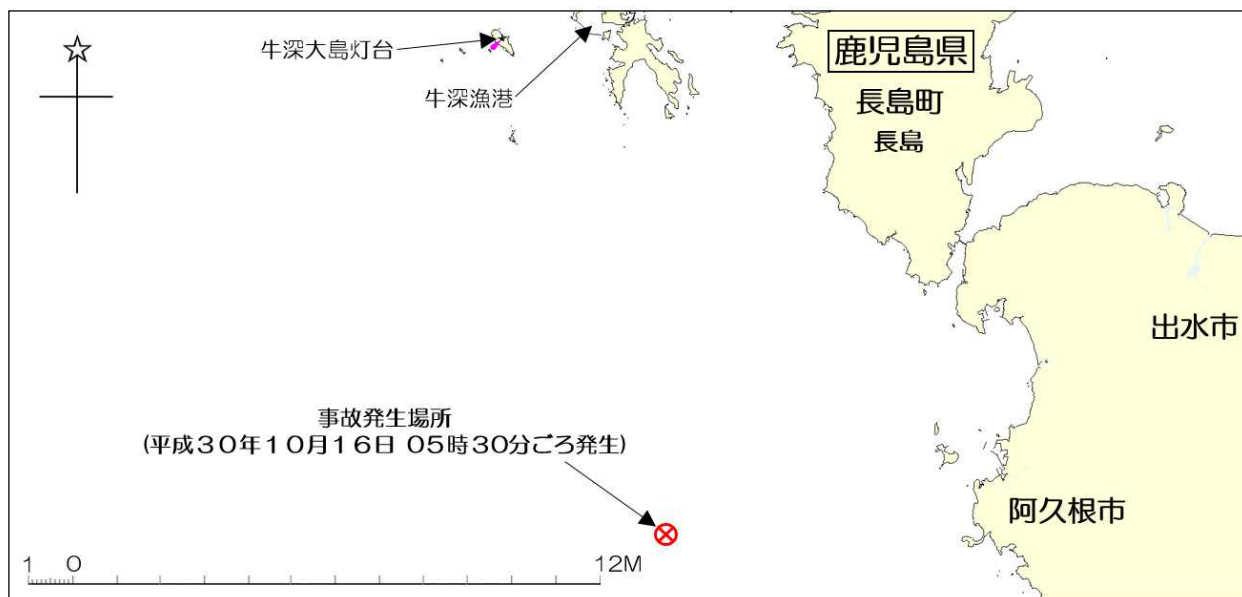 牛深大島灯台
牛深漁港
鹿児島県
長島町
長島
出水市
事故発生場所
(平成30年10月16日 05時30分ごろ発生)
阿久根市
1 0 12M